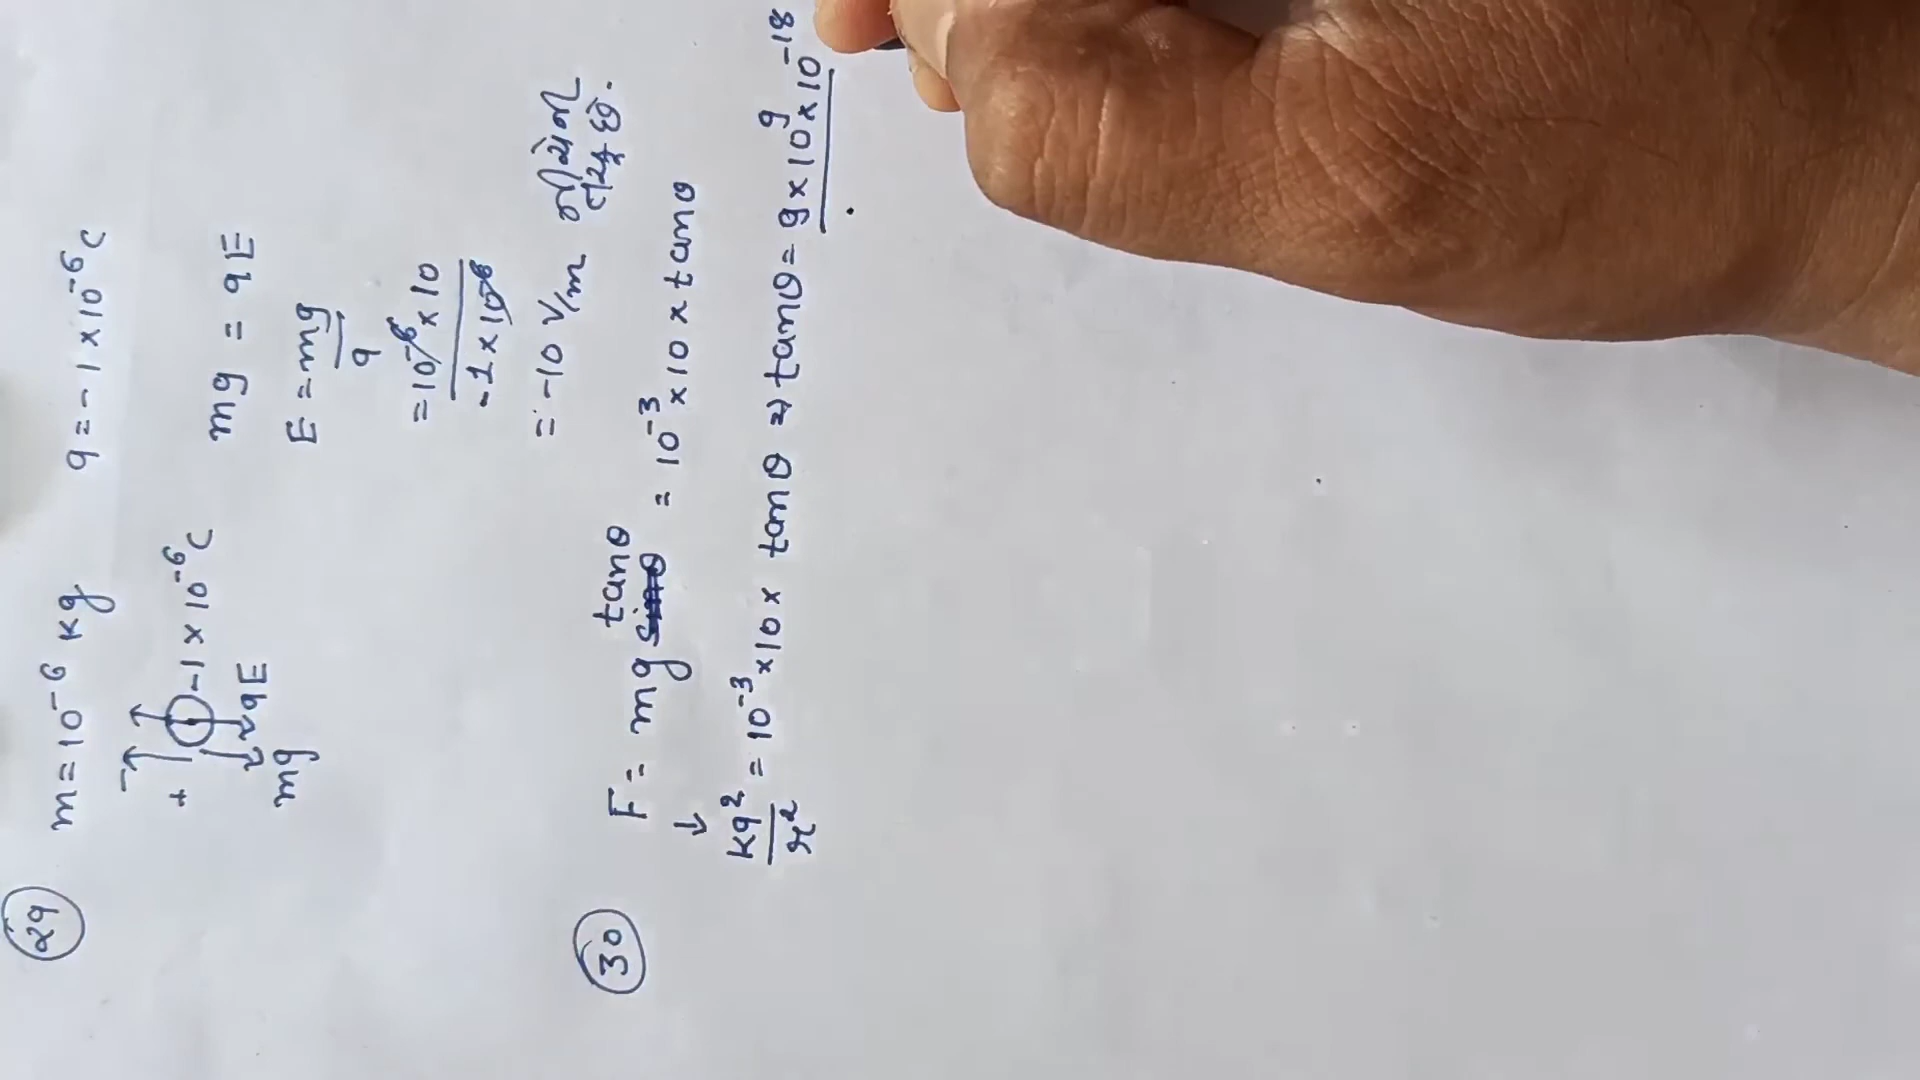 29
m = 10⁻⁶ kg q = -1 × 10⁻⁶ C
- +
-1 × 10⁻⁶ C
qE
mg
mg = qE
E = mg/q
= 10⁻⁶ × 10 / -1 × 10⁻⁶
= -10 V/m
30
F = mg tanθ = 10⁻³ × 10 × tanθ
↓
kq²/r² = 10⁻³ × 10 × tanθ ⇒ tanθ = 9 × 10⁹ × 10⁻¹⁸